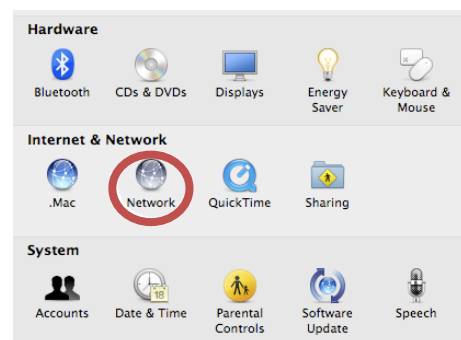 Hardware
Bluetooth CDs & DVDs Displays Energy Saver Keyboard & Mouse
Internet & Network
.Mac Network QuickTime Sharing
System
18
Accounts Date & Time Parental Controls Software Update Speech